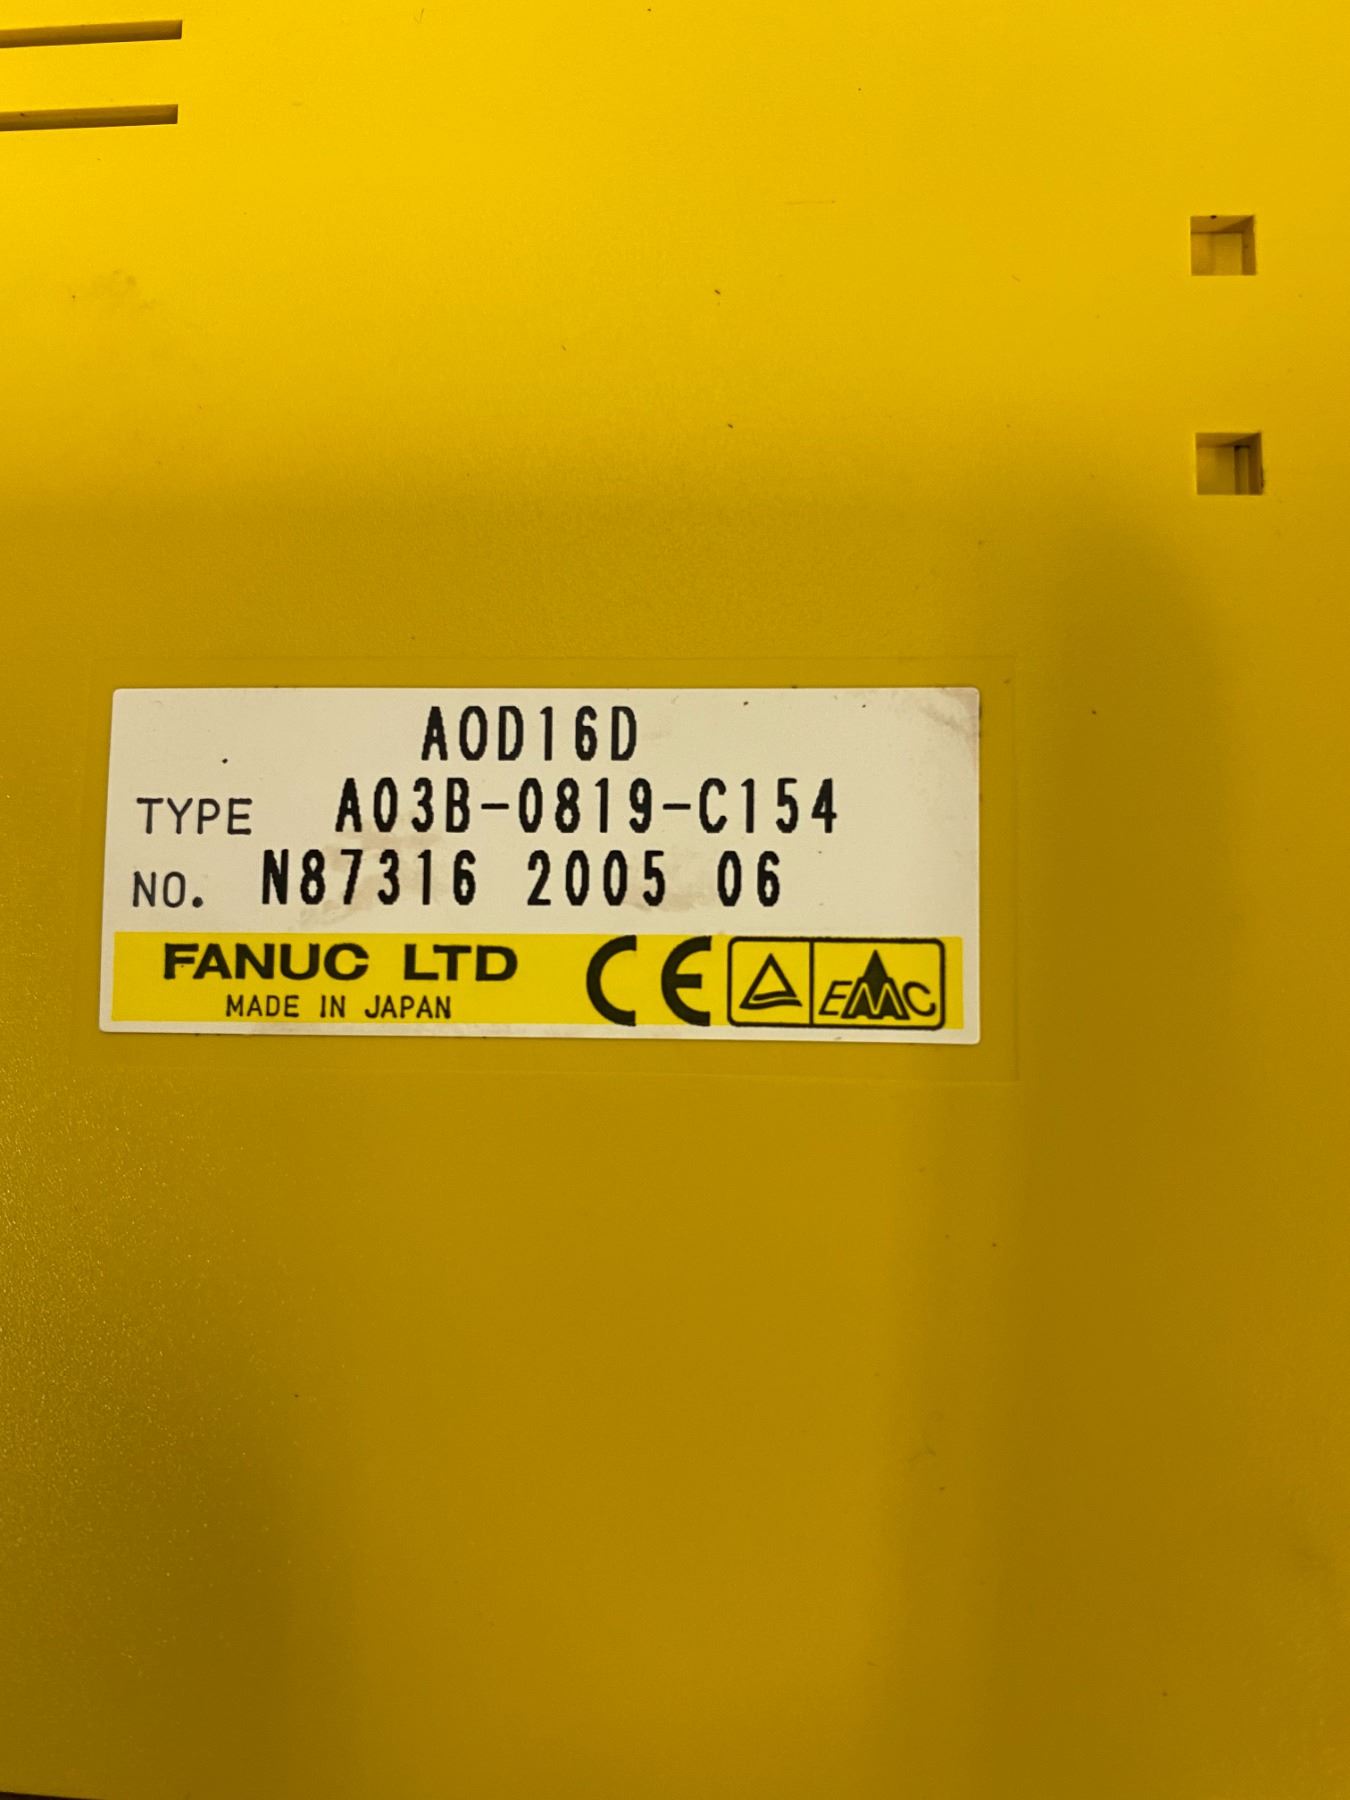 AOD16D
TYPE A03B-0819-C154
NO. N87316 2005 06
FANUC LTD
MADE IN JAPAN
CE
EMC